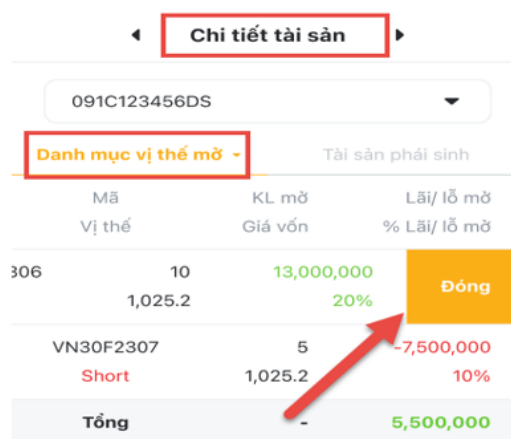 Chi tiết tài sản
091C123456DS
Danh mục vị thế mở
Tài sản phái sinh
Mã KL mở Lãi/ lỗ mở
Vị thế Giá vốn % Lãi/ lỗ mở
306 10 13,000,000
1,025.2 20%
Đóng
VN30F2307 5 -7,500,000
Short 1,025.2 10%
Tổng - 5,500,000